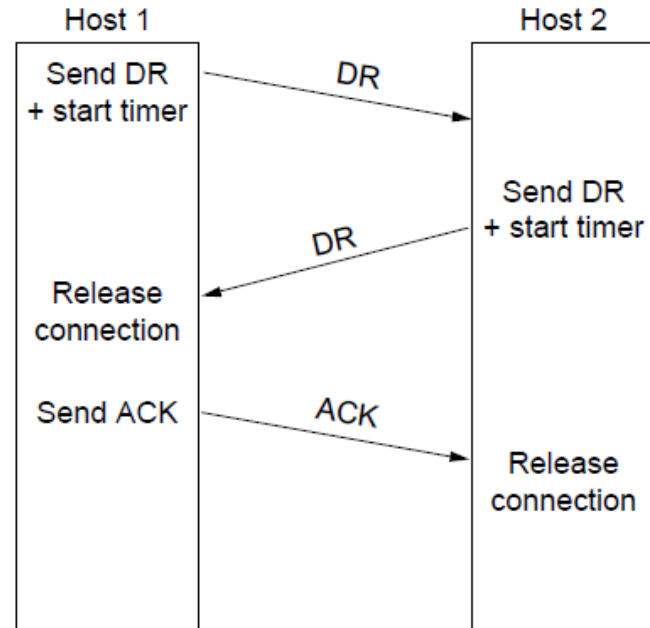 Host 1
Host 2
Send DR
+ start timer
DR
Send DR
+ start timer
DR
Release
connection
Send ACK
ACK
Release
connection